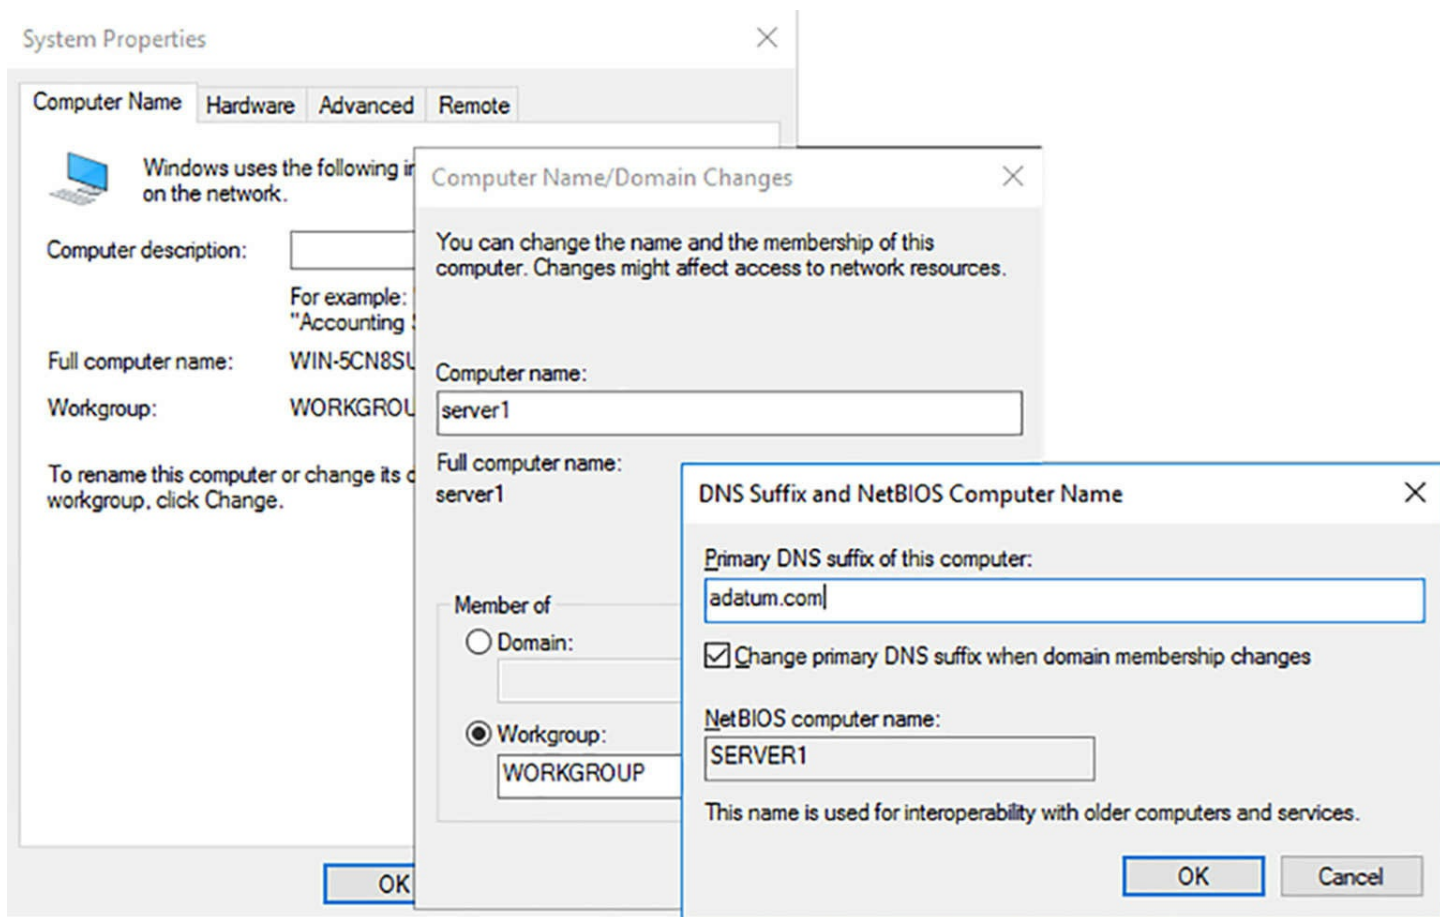 System Properties
Computer Name
Hardware
Advanced
Remote
Windows uses the following
on the network.
Computer description:
For example:
"Accounting
Full computer name:
WIN-5CN8SU
Workgroup:
WORKGROU
To rename this computer or change its
workgroup, click Change.
OK
Computer Name/Domain Changes
You can change the name and the membership of this
computer. Changes might affect access to network resources.
Computer name:
server1
Full computer name:
server1
Member of
Domain:
Workgroup:
WORKGROUP
DNS Suffix and NetBIOS Computer Name
Primary DNS suffix of this computer:
adatum.com
Change primary DNS suffix when domain membership changes
NetBIOS computer name:
SERVER1
This name is used for interoperability with older computers and services.
OK
Cancel